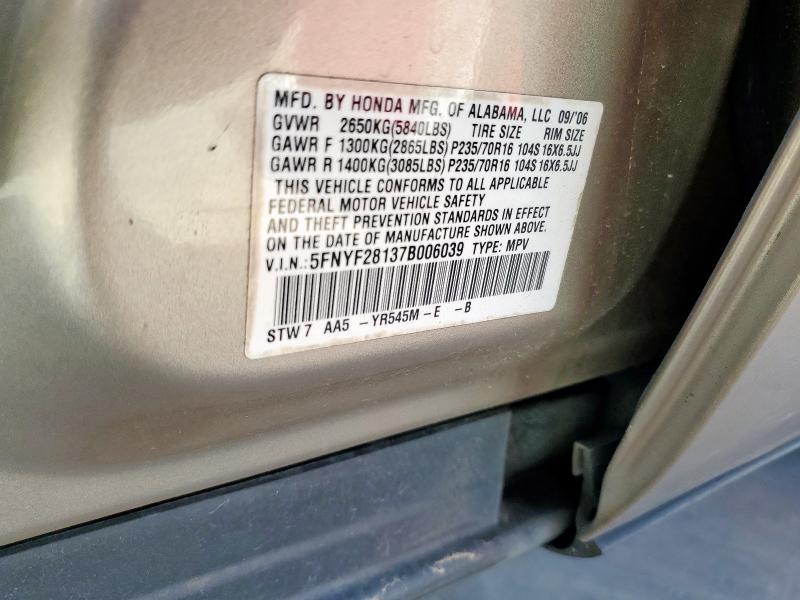 MFD. BY HONDA MFG. OF ALABAMA, LLC 09/'06
GVWR 2650KG(5840LBS) TIRE SIZE RIM SIZE
GAWR F 1300KG(2865LBS) P235/70R16 104S 16X6.5JJ
GAWR R 1400KG(3085LBS) P235/70R16 104S 16X6.5JJ
THIS VEHICLE CONFORMS TO ALL APPLICABLE
FEDERAL MOTOR VEHICLE SAFETY
AND THEFT PREVENTION STANDARDS IN EFFECT
ON THE DATE OF MANUFACTURE SHOWN ABOVE.
V.I.N.: 5FNYF28137B006039 TYPE: MPV
STW 7 AA5 -YR545M -E -B